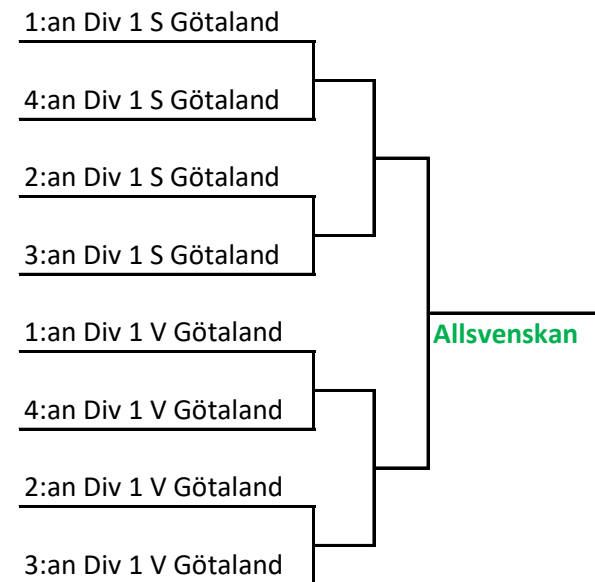 1:an Div 1 S Götaland
4:an Div 1 S Götaland
2:an Div 1 S Götaland
3:an Div 1 S Götaland
1:an Div 1 V Götaland
Allsvenskan
4:an Div 1 V Götaland
2:an Div 1 V Götaland
3:an Div 1 V Götaland